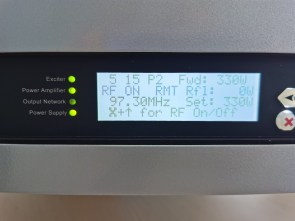 Exciter
Power Amplifier
Output Network
Power Supply
5 15 P2 Fwd: 330W
RF ON RMT Rfl: 0W
97.30MHz Set: 330W
X+↑ for RF On/Off